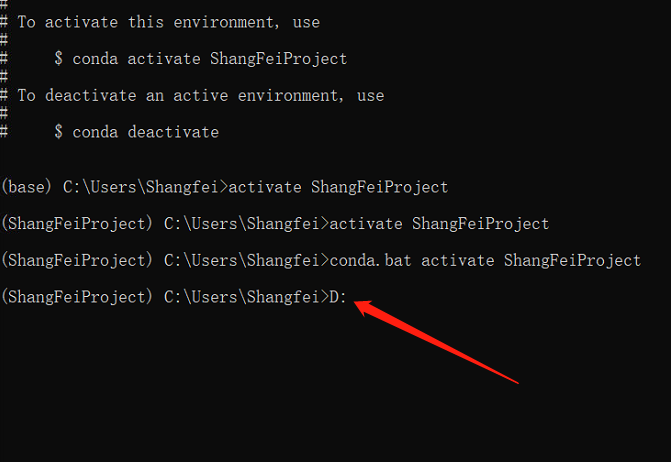 #
# To activate this environment, use
#
#     $ conda activate ShangFeiProject
#
# To deactivate an active environment, use
#
#     $ conda deactivate
(base) C:\Users\Shangfei>activate ShangFeiProject
(ShangFeiProject) C:\Users\Shangfei>activate ShangFeiProject
(ShangFeiProject) C:\Users\Shangfei>conda.bat activate ShangFeiProject
(ShangFeiProject) C:\Users\Shangfei>D: